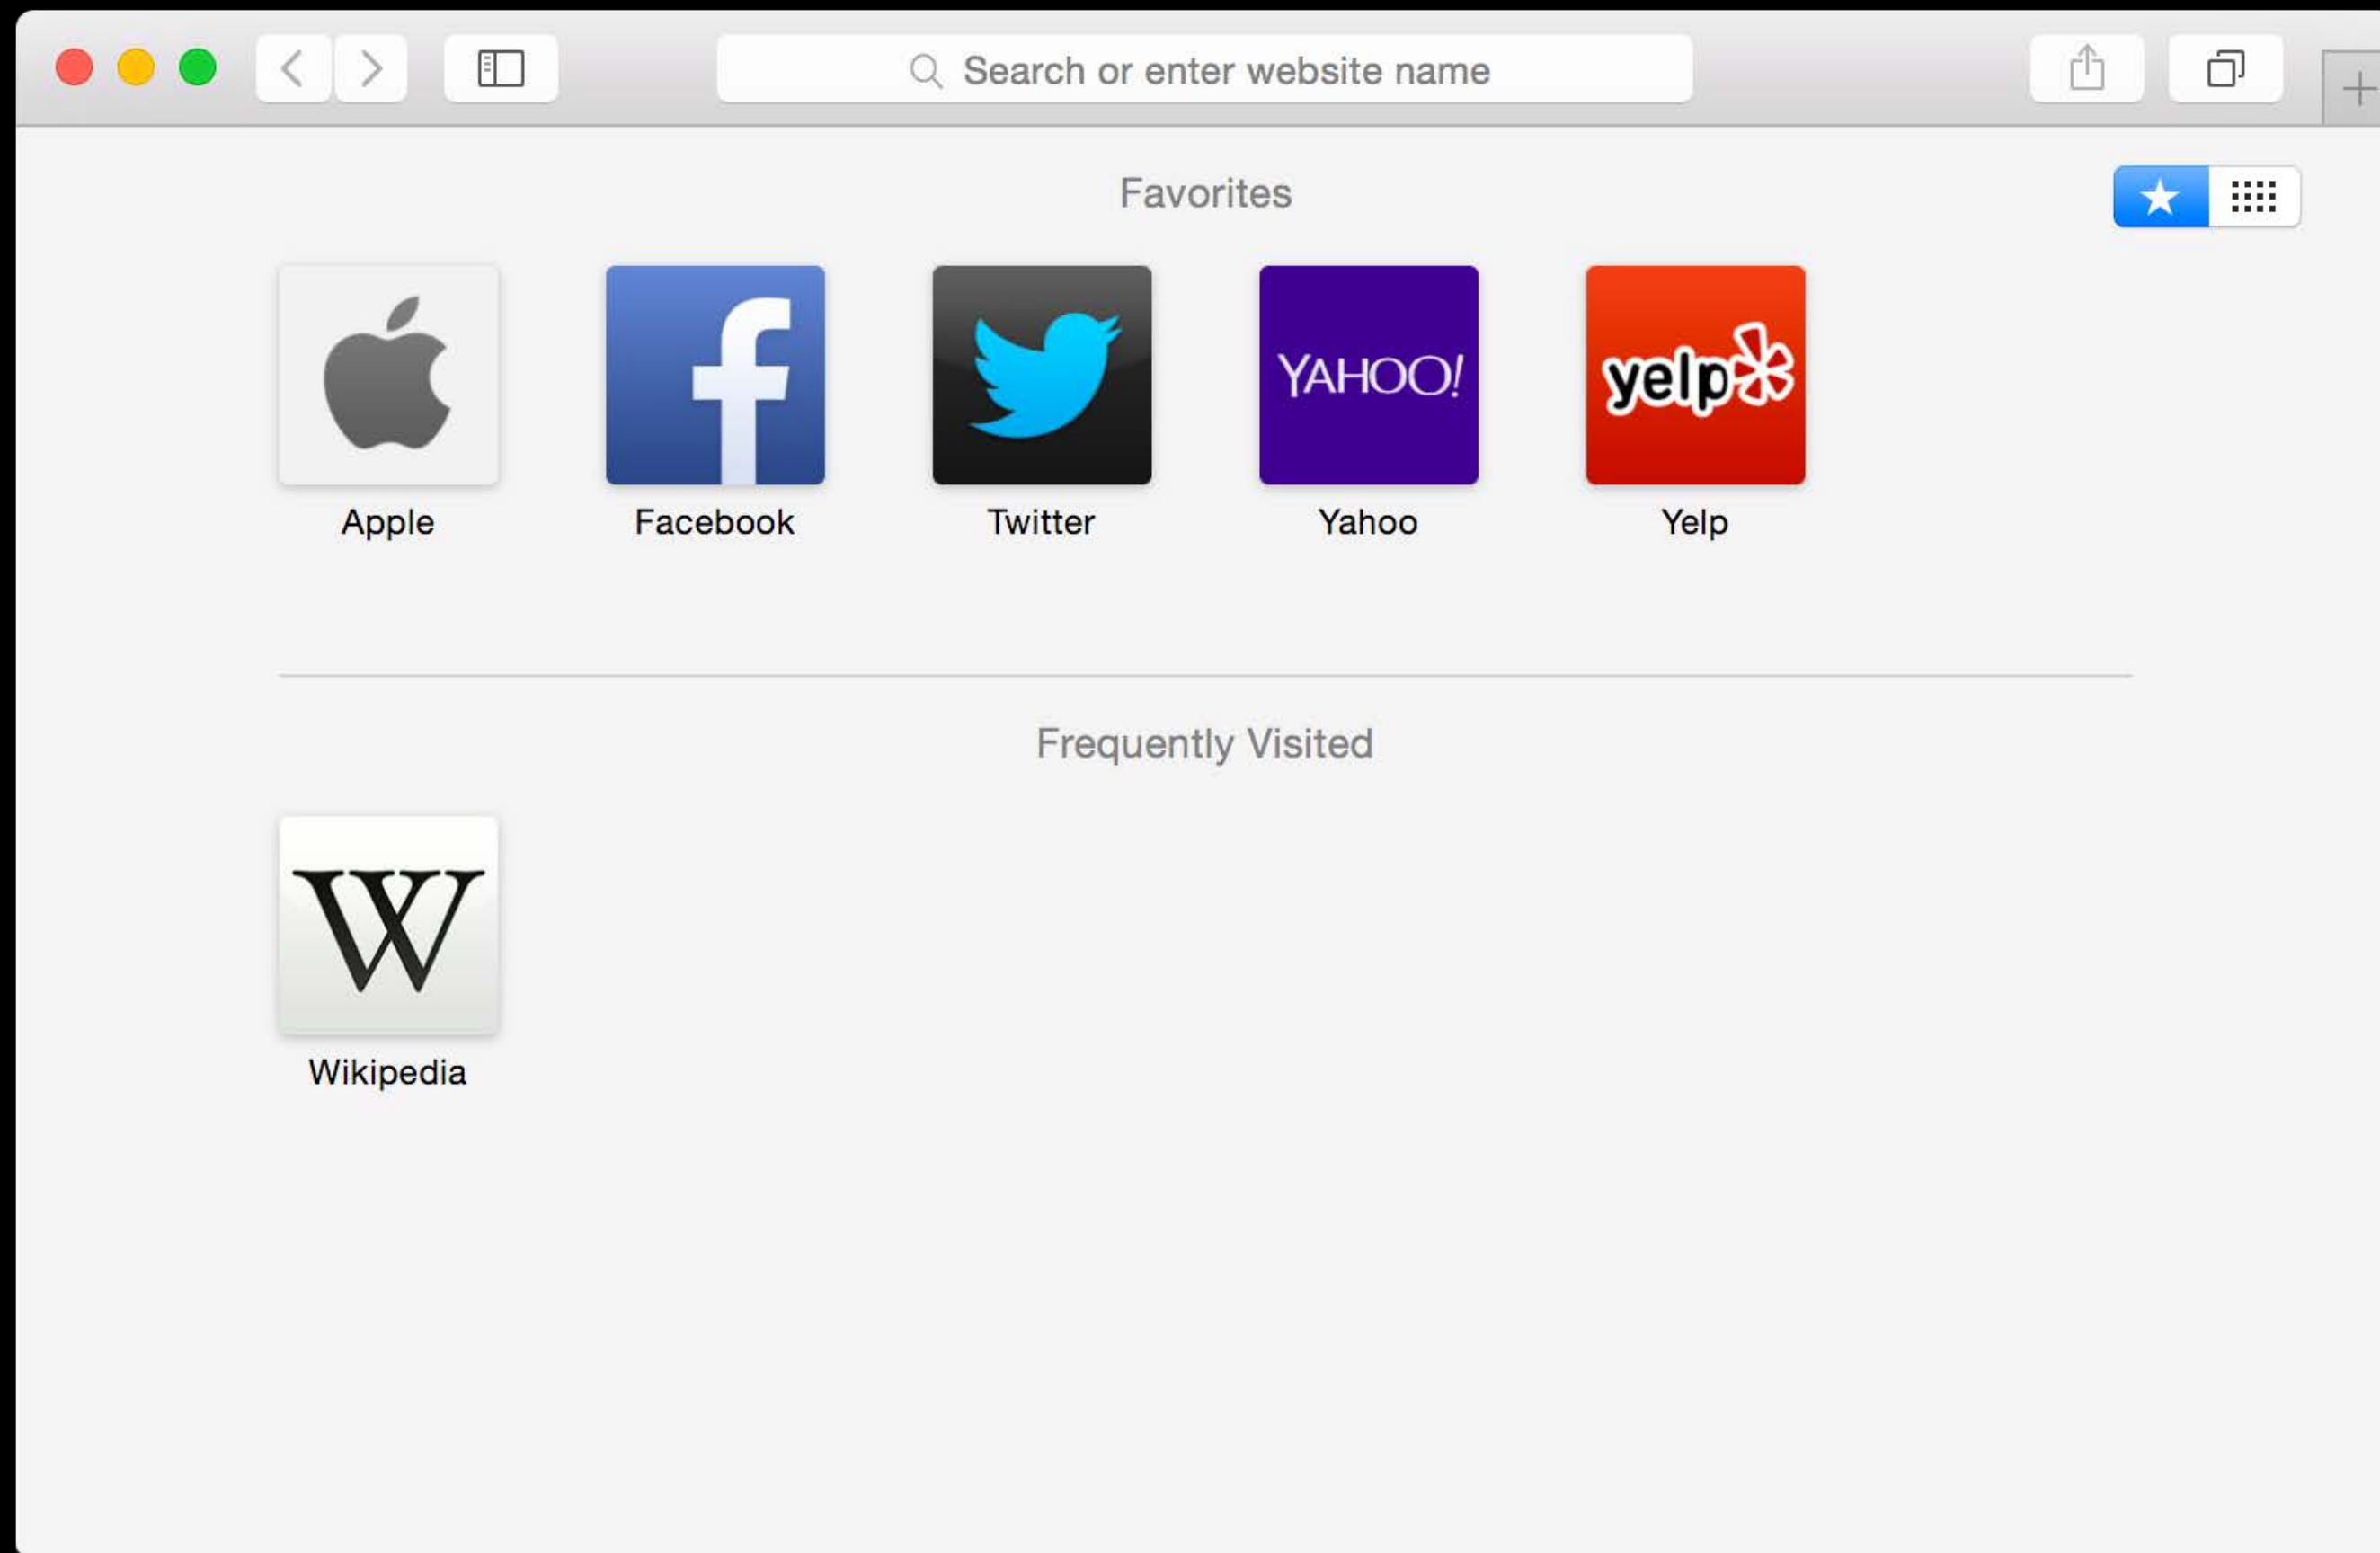 Search or enter website name
Favorites
YAHOO!
yelp
Apple
Facebook
Twitter
Yahoo
Yelp
Frequently Visited
W
Wikipedia